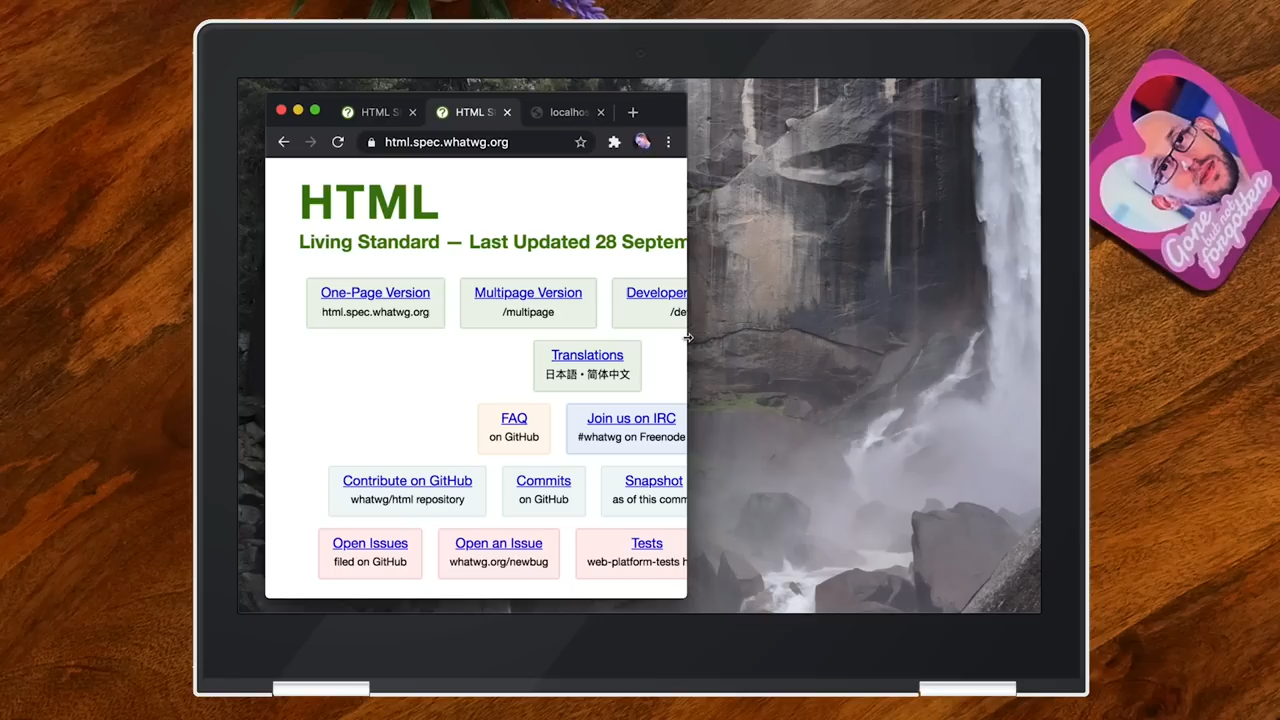 HTML S
HTML S
localhos
html.spec.whatwg.org
HTML
Living Standard — Last Updated 28 Septem
One-Page Version
html.spec.whatwg.org
Multipage Version
/multipage
Developer
/de
Translations
日本語・简体中文
FAQ
on GitHub
Join us on IRC
#whatwg on Freenode
Contribute on GitHub
whatwg/html repository
Commits
on GitHub
Snapshot
as of this comm
Open Issues
filed on GitHub
Open an Issue
whatwg.org/newbug
Tests
web-platform-tests h
Gone
but not
forgotten